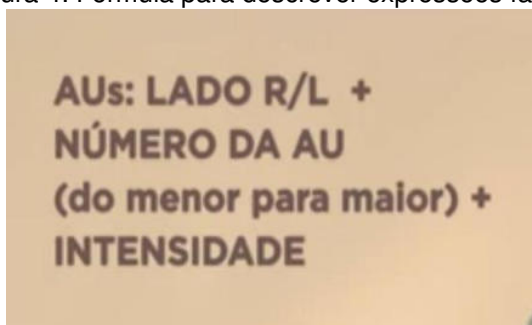 AUs: LADO R/L +
NÚMERO DA AU
(do menor para maior) +
INTENSIDADE